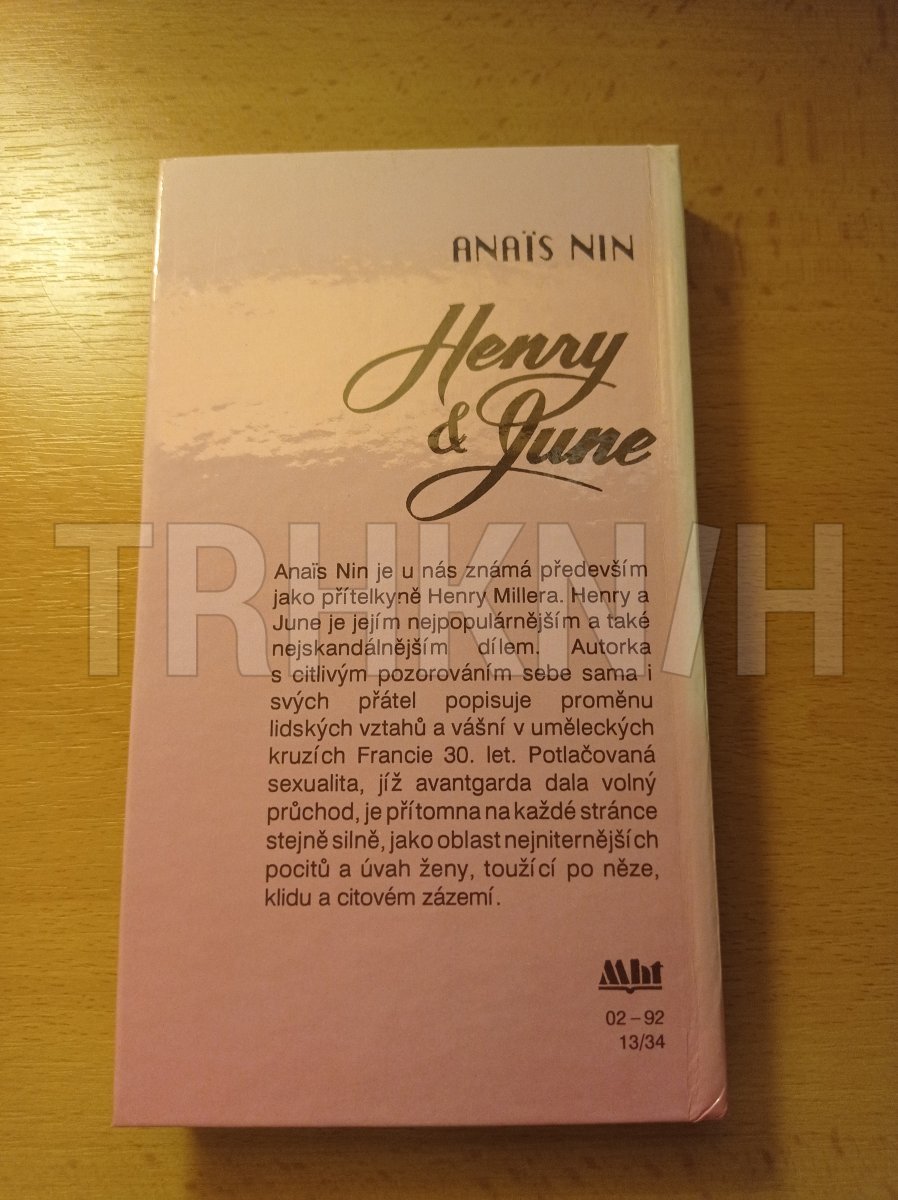 ANAÏS NIN
Henry
& June
TRHKNIH
Anaïs Nin je u nás známá především
jako přítelkyně Henry Millera. Henry a
June je jejím nejpopulárnějším a také
nejskandálnějším dílem. Autorka
s citlivým pozorováním sebe sama i
svých přátel popisuje proměnu
lidských vztahů a vášní v uměleckých
kruzích Francie 30. let. Potlačovaná
sexualita, jíž avantgarda dala volný
průchod, je přítomna na každé stránce
stejně silně, jako oblast nejniternějších
pocitů a úvah ženy, toužící po něze,
klidu a citovém zázemí.
Mht
02 – 92
13/34